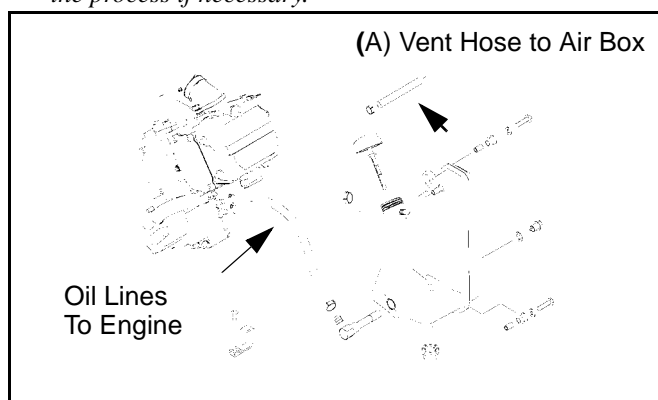 the process if necessary.
(A) Vent Hose to Air Box
Oil Lines
To Engine